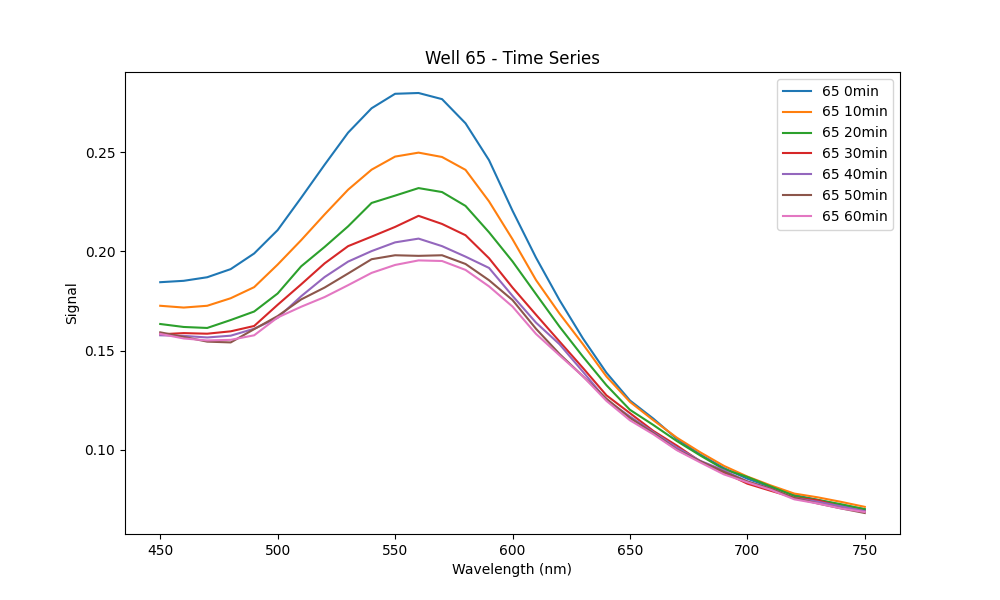 Well 65 - Time Series
65 0min
65 10min
65 20min
65 30min
65 40min
65 50min
65 60min
Signal
0.25
0.20
0.15
0.10
450 500 550 600 650 700 750
Wavelength (nm)